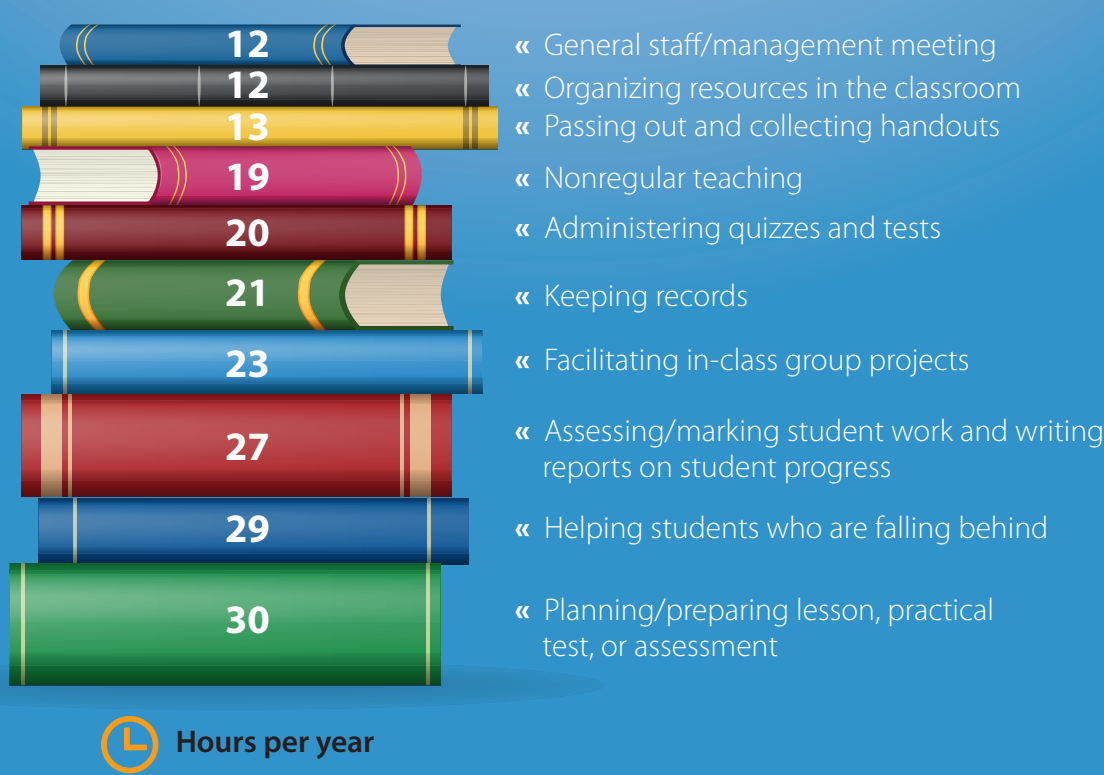 12 « General staff/management meeting
12 « Organizing resources in the classroom
13 « Passing out and collecting handouts
19 « Nonregular teaching
20 « Administering quizzes and tests
21 « Keeping records
23 « Facilitating in-class group projects
27 « Assessing/marking student work and writing
reports on student progress
29 « Helping students who are falling behind
30 « Planning/preparing lesson, practical
test, or assessment
Hours per year